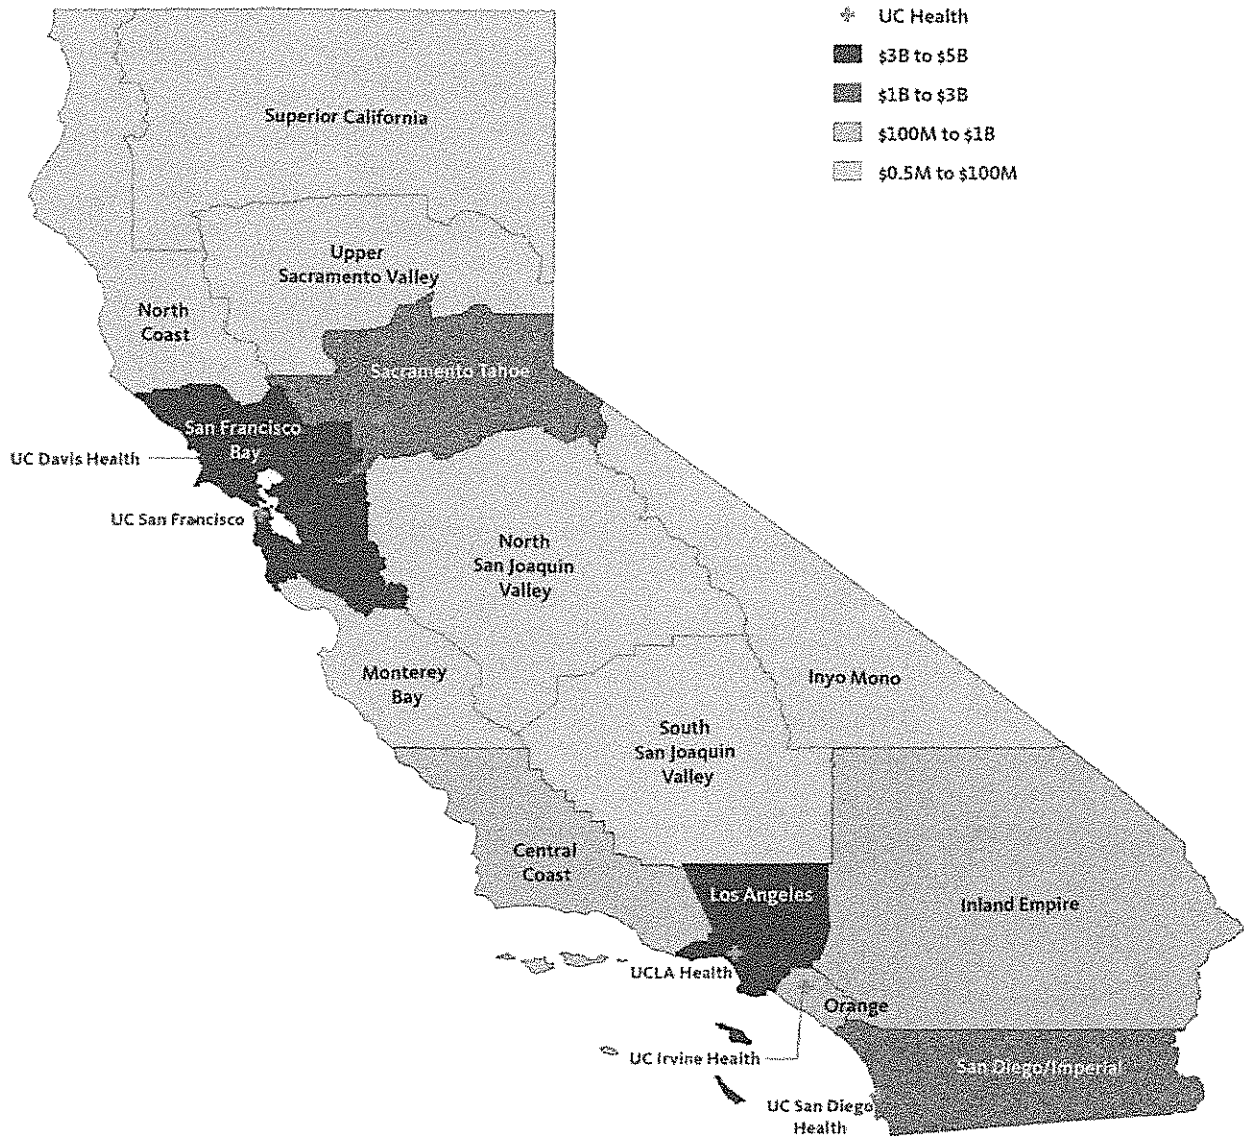 UC Health
$3B to $5B
$1B to $3B
$100M to $1B
$0.5M to $100M
Superior California
Upper
Sacramento Valley
North
Coast
Sacramento Tahoe
San Francisco
Bay
UC Davis Health
UC San Francisco
North
San Joaquin
Valley
Monterey
Bay
Inyo Mono
South
San Joaquin
Valley
Central
Coast
Los Angeles
Inland Empire
UCLA Health
Orange
UC Irvine Health
San Diego/Imperial
UC San Diego
Health